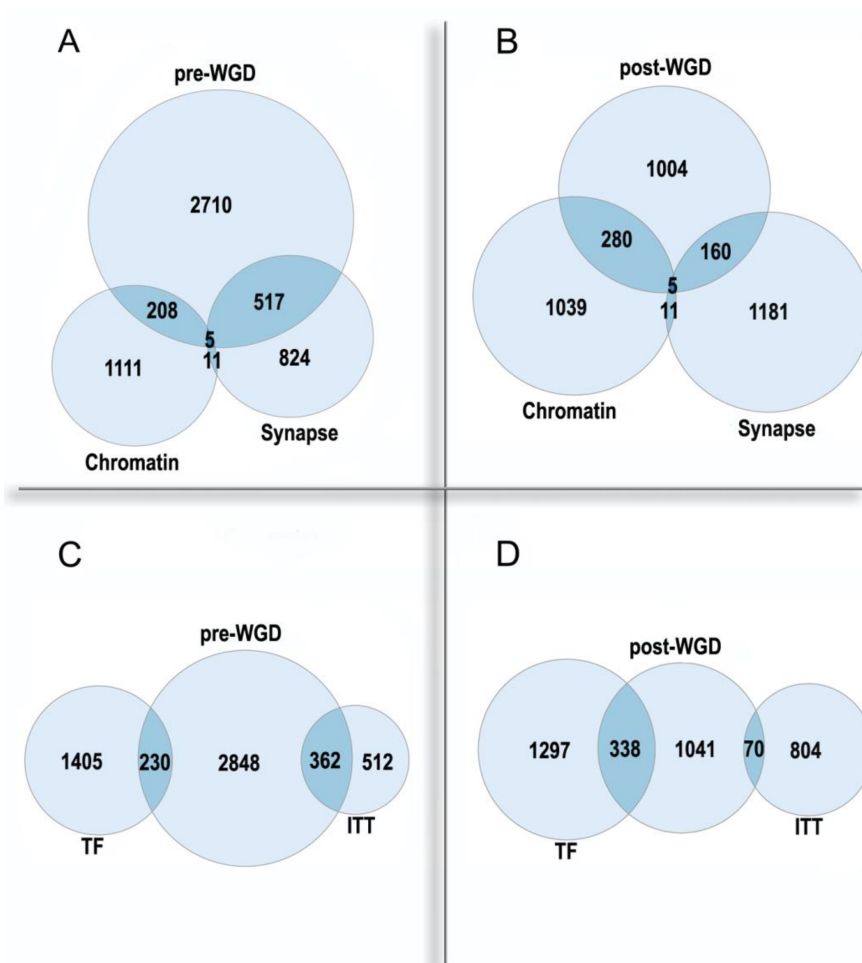 A
pre-WGD
2710
208
517
5
11
1111
824
Synapse
Chromatin
B
post-WGD
1004
280
160
5
11
1039
1181
Chromatin
Synapse
C
pre-WGD
1405
230
2848
362
512
TF
ITT
D
post-WGD
1297
338
1041
70
804
TF
ITT